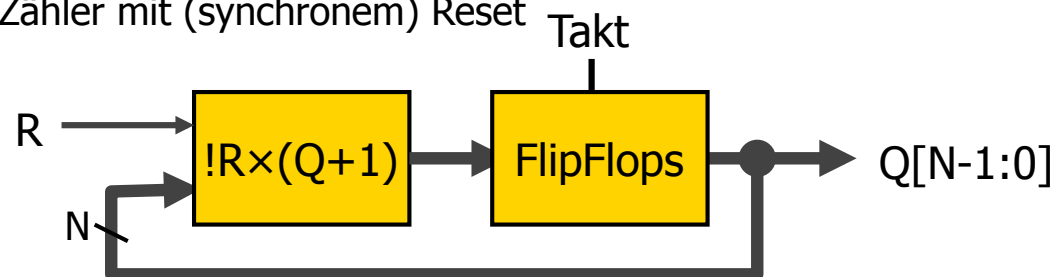 Zähler mit (synchronem) Reset
Takt
R
!R×(Q+1)
FlipFlops
Q[N-1:0]
N